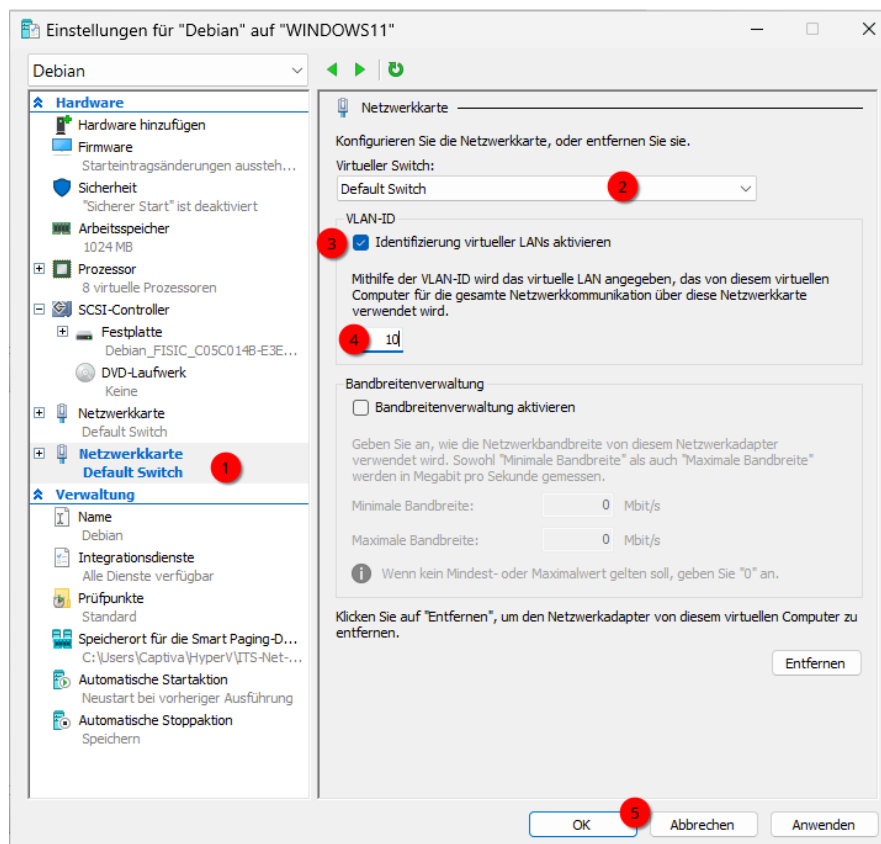 Einstellungen für "Debian" auf "WINDOWS11"
Debian
Hardware
Hardware hinzufügen
Firmware
Starteintragsänderungen aussteh...
Sicherheit
"Sicherer Start" ist deaktiviert
Arbeitsspeicher
1024 MB
Prozessor
8 virtuelle Prozessoren
SCSI-Controller
Festplatte
Debian_FISIC_C05C014B-E3E...
DVD-Laufwerk
Keine
Netzwerkkarte
Default Switch
Netzwerkkarte
Default Switch
1
Verwaltung
Name
Debian
Integrationsdienste
Alle Dienste verfügbar
Prüfpunkte
Standard
Speicherort für die Smart Paging-D...
C:\Users\Captiva\HyperV\ITS-Net-...
Automatische Startaktion
Neustart bei vorheriger Ausführung
Automatische Stoppaktion
Speichern
Netzwerkkarte
Konfigurieren Sie die Netzwerkkarte, oder entfernen Sie sie.
Virtueller Switch:
Default Switch 2
VLAN-ID
3 Identifizierung virtueller LANs aktivieren
Mithilfe der VLAN-ID wird das virtuelle LAN angegeben, das von diesem virtuellen
Computer für die gesamte Netzwerkkommunikation über diese Netzwerkkarte
verwendet wird.
4 10
Bandbreitenverwaltung
Bandbreitenverwaltung aktivieren
Geben Sie an, wie die Netzwerkbandbreite von diesem Netzwerkadapter
verwendet wird. Sowohl "Minimale Bandbreite" als auch "Maximale Bandbreite"
werden in Megabit pro Sekunde gemessen.
Minimale Bandbreite: 0 Mbit/s
Maximale Bandbreite: 0 Mbit/s
Wenn kein Mindest- oder Maximalwert gelten soll, geben Sie "0" an.
Klicken Sie auf "Entfernen", um den Netzwerkadapter von diesem virtuellen Computer zu
entfernen.
Entfernen
OK 5 Abbrechen Anwenden